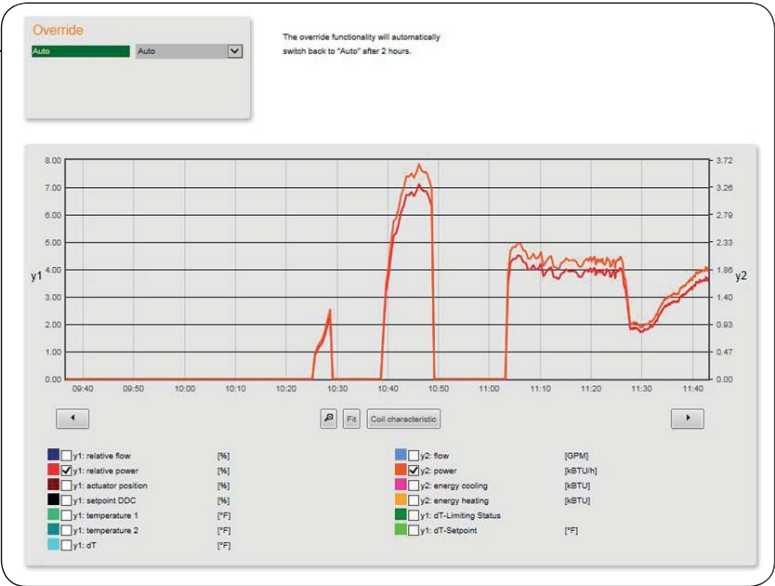 Override
Auto Auto
The override functionality will automatically
switch back to "Auto" after 2 hours.
8.00 3.72
7.00 3.26
6.00 2.79
5.00 2.33
y1 4.00 1.86 y2
3.00 1.40
2.00 0.93
1.00 0.47
0.00 0.00
09:40 09:50 10:00 10:10 10:20 10:30 10:40 10:50 11:00 11:10 11:20 11:30 11:40
Fit Coil characteristic
y1: relative flow [%] y2: flow [GPM]
y1: relative power [%] y2: power [kBTU/h]
y1: actuator position [%] y2: energy cooling [kBTU]
y1: setpoint DDC [%] y2: energy heating [kBTU]
y1: temperature 1 [°F] y1: dT-Limiting Status
y1: temperature 2 [°F] y1: dT-Setpoint [°F]
y1: dT [°F]